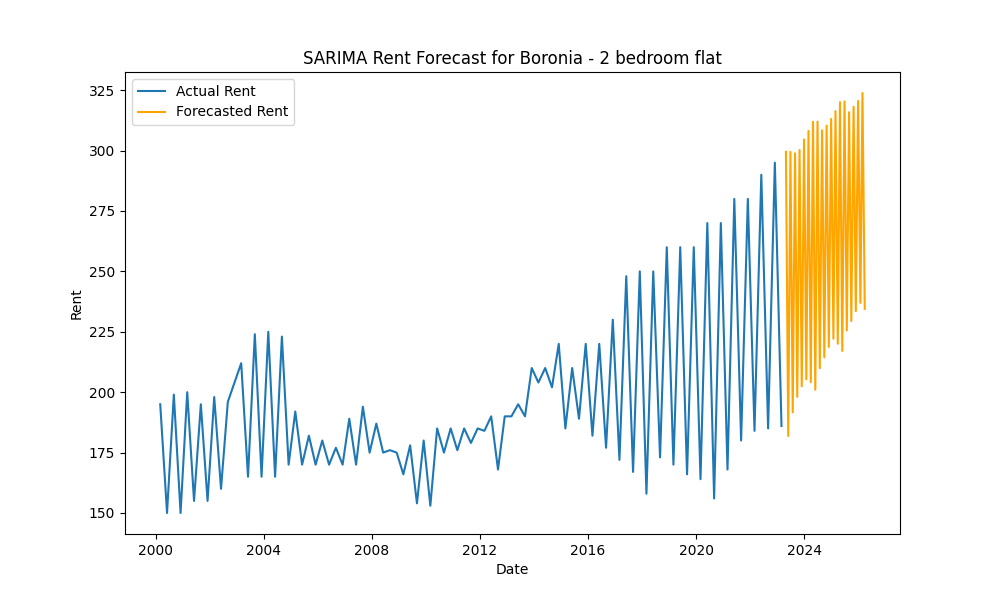 SARIMA Rent Forecast for Boronia - 2 bedroom flat
Actual Rent
Forecasted Rent
325
300
275
250
225
200
175
150
Rent
2000 2004 2008 2012 2016 2020 2024
Date